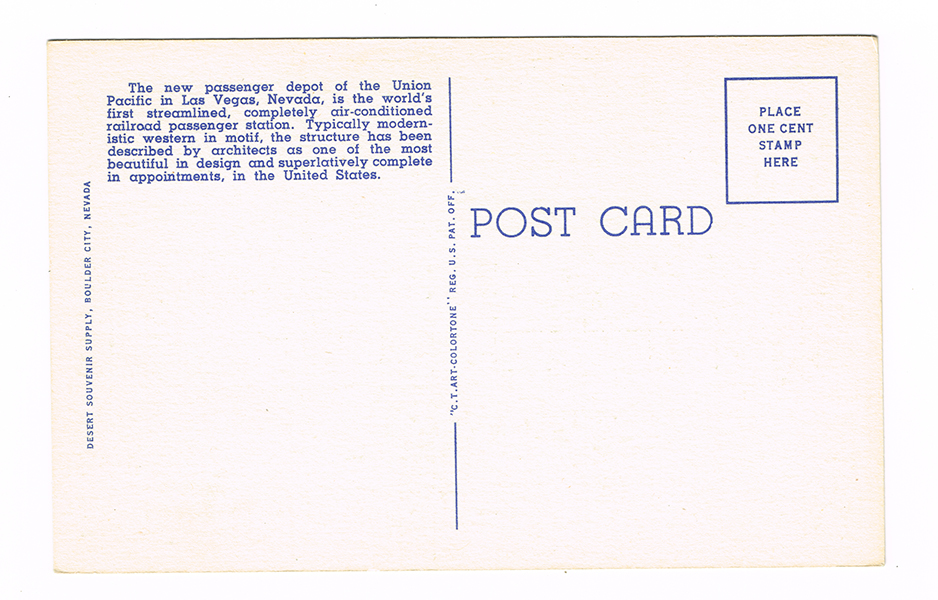 The new passenger depot of the Union
Pacific in Las Vegas, Nevada, is the world's
first streamlined, completely air-conditioned
railroad passenger station. Typically modern-
istic western in motif, the structure has been
described by architects as one of the most
beautiful in design and superlatively complete
in appointments, in the United States.
DESERT SOUVENIR SUPPLY, BOULDER CITY, NEVADA
"C.T. ART-COLORTONE" REG. U.S. PAT. OFF.
POST CARD
PLACE
ONE CENT
STAMP
HERE